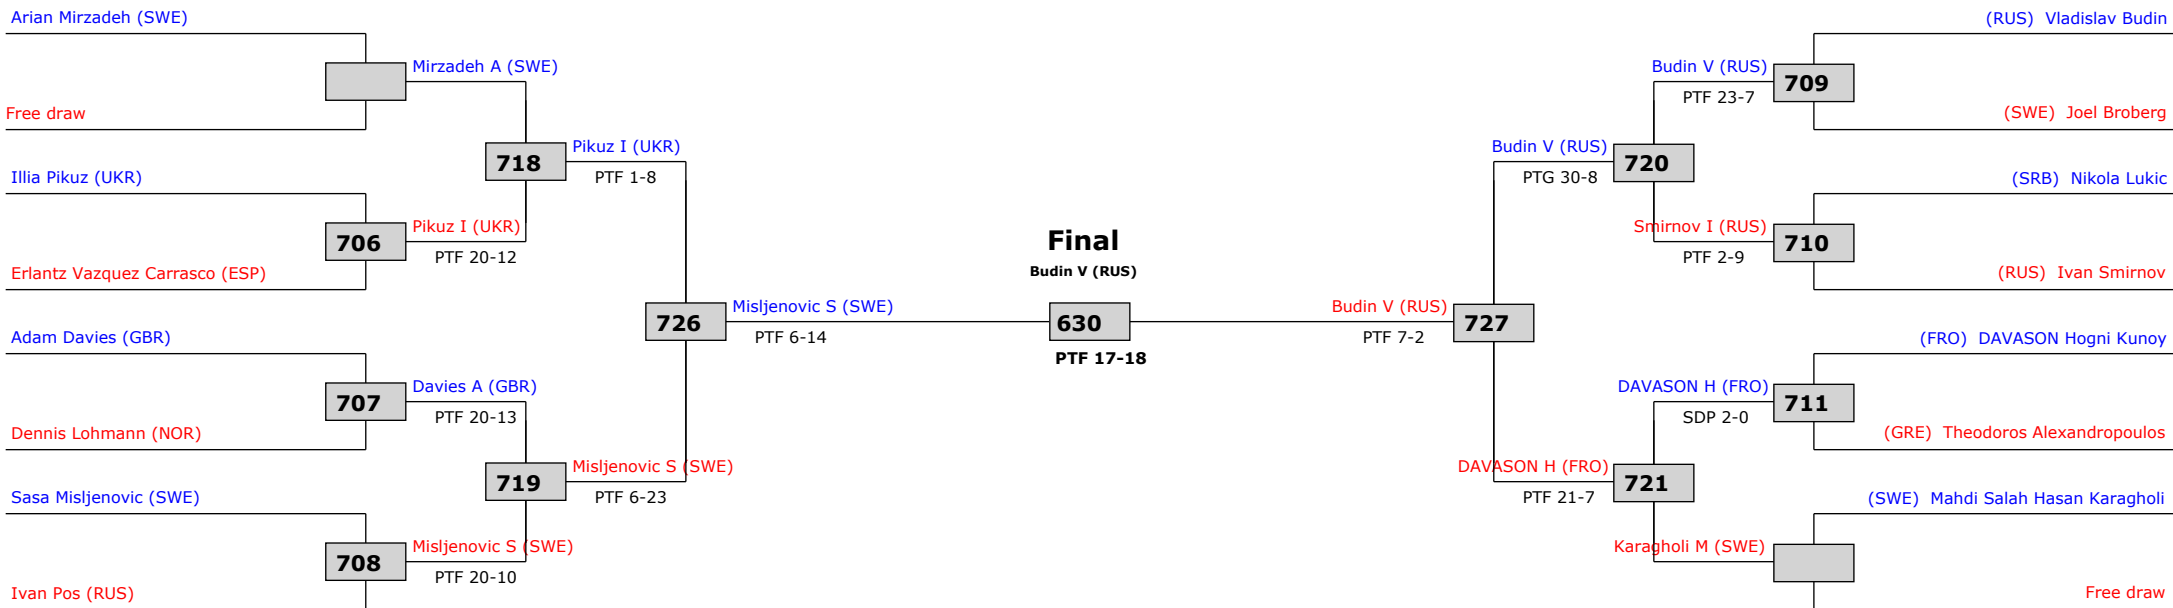 Arian Mirzadeh (SWE)
(RUS) Vladislav Budin
Mirzadeh A (SWE)
Budin V (RUS)
709
PTF 23-7
Free draw
(SWE) Joel Broberg
718
Pikuz I (UKR)
PTF 1-8
Budin V (RUS)
720
PTG 30-8
Illia Pikuz (UKR)
(SRB) Nikola Lukic
706
Pikuz I (UKR)
PTF 20-12
Smirnov I (RUS)
710
PTF 2-9
Erlantz Vazquez Carrasco (ESP)
(RUS) Ivan Smirnov
Final
Budin V (RUS)
726
Misljenovic S (SWE)
PTF 6-14
630
PTF 17-18
Budin V (RUS)
727
PTF 7-2
Adam Davies (GBR)
(FRO) DAVASON Hogni Kunoy
707
Davies A (GBR)
PTF 20-13
DAVASON H (FRO)
711
SDP 2-0
Dennis Lohmann (NOR)
(GRE) Theodoros Alexandropoulos
719
Misljenovic S (SWE)
PTF 6-23
DAVASON H (FRO)
721
PTF 21-7
Sasa Misljenovic (SWE)
(SWE) Mahdi Salah Hasan Karagholi
708
Misljenovic S (SWE)
PTF 20-10
Karagholi M (SWE)
Ivan Pos (RUS)
Free draw